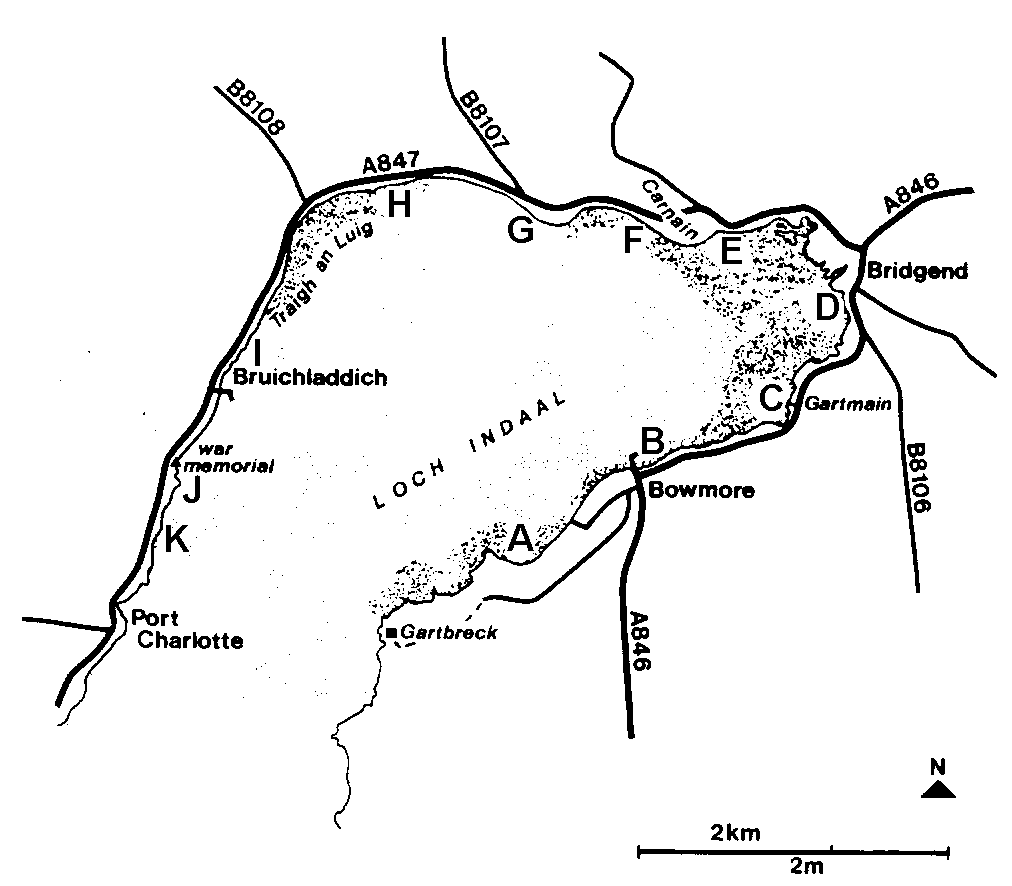 B8108
B8107
A847
Carnain
A846
H
G
F
E
Bridgend
Traigh an Luig
D
I
Bruichladdich
C
Gartmain
LOCH INDAAL
B
war
memorial
Bowmore
B8106
J
K
A
Port
Charlotte
Gartbreck
A846
N
2km
2m